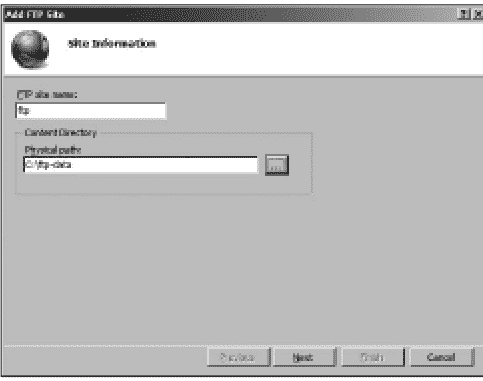 Add FTP Site
Site Information
FTP site name:
ftp
Content Directory
Physical path:
C:\ftp-data
...
Previous Next Finish Cancel